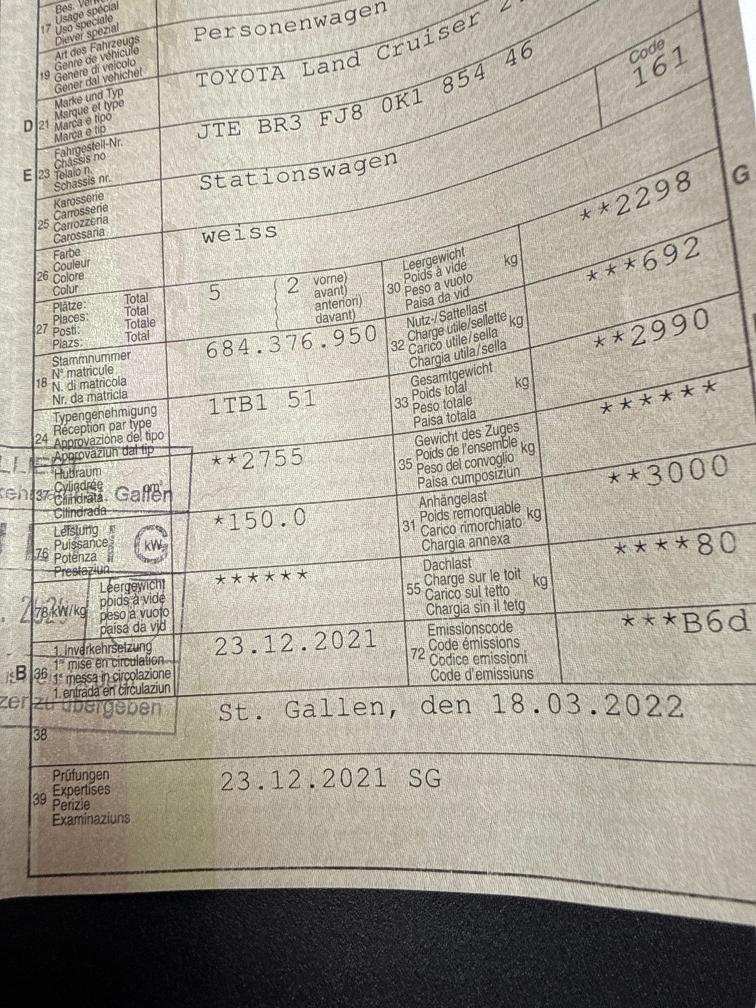 17 Usage spécial
Uso speciale
Diever spezial
Personenwagen
Art des Fahrzeugs
19 Genre de véhicule
Genere di veicolo
Gener dal vehichel
TOYOTA Land Cruiser
D 21 Marke und Typ
Marque et type
Marca e tipo
Marca e tip
JTE BR3 FJ8 0K1 854 46
Code
161
E 23 Fahrgestell-Nr.
Châssis no
Telaio n.
Schassis nr.
Stationswagen
25 Karosserie
Carrosserie
Carrozzeria
Carossaria
weiss
G
26 Farbe
Couleur
Colore
Colur
5 ( 2 vorne)
avant)
anteriori)
davant)
30 Leergewicht
Poids à vide
Peso a vuoto
Paisa da vid
kg
**2298
27 Plätze: Total
Places: Total
Posti: Totale
Plazs: Total
684.376.950
32 Nutz-/Sattellast
Charge utile/sellette kg
Carico utile/sella
Chargia utila/sella
***692
18 Stammnummer
N° matricule
N. di matricola
Nr. da matricla
1TB1 51
33 Gesamtgewicht
Poids total
Peso totale
Paisa totala
kg
**2990
24 Typengenehmigung
Réception par type
Approvazione del tipo
Approvaziun dal tip
**2755
35 Gewicht des Zuges
Poids de l'ensemble kg
Peso del convoglio
Paisa cumposiziun
******
37 Hubraum
Cylindrée
Cilindrata
Cilindrada
cm³
Gallen
*150.0
31 Anhängelast
Poids remorquable kg
Carico rimorchiato
Chargia annexa
**3000
76 Leistung
Puissance
Potenza
Prestaziun
kW
******
55 Dachlast
Charge sur le toit
Carico sul tetto
Chargia sin il tetg
kg
****80
78 kW/kg Leergewicht
poids à vide
peso a vuoto
paisa da vid
23.12.2021
72 Emissionscode
Code émissions
Codice emissioni
Code d'emissiuns
***B6d
B 36 1. Inverkehrsetzung
1re mise en circulation
1a messa in circolazione
1. entrada en circulaziun
zu übergeben
38
St. Gallen, den 18.03.2022
39 Prüfungen
Expertises
Perizie
Examinaziuns
23.12.2021 SG